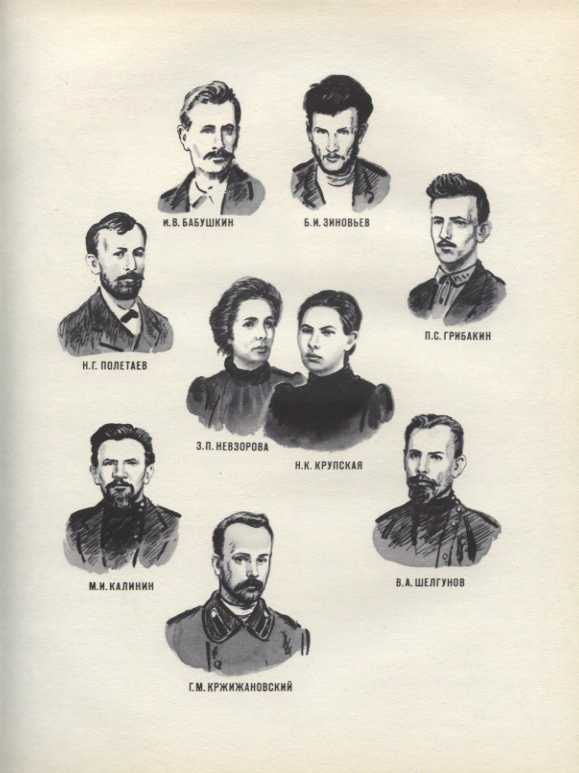 И.В. БАБУШКИН
Б.И. ЗИНОВЬЕВ
П.С. ГРИБАКИН
Н.Г. ПОЛЕТАЕВ
З.П. НЕВЗОРОВА
Н.К. КРУПСКАЯ
М.И. КАЛИНИН
В.А. ШЕЛГУНОВ
Г.М. КРЖИЖАНОВСКИЙ